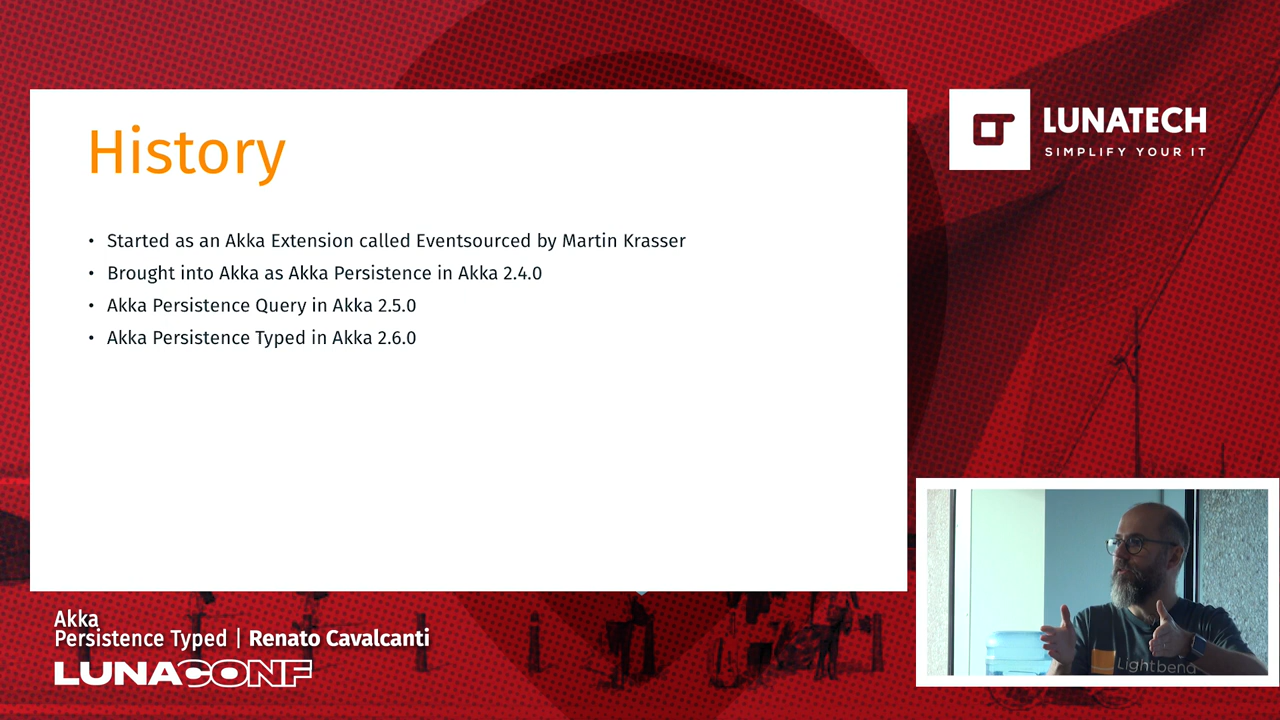 History
• Started as an Akka Extension called Eventsourced by Martin Krasser
• Brought into Akka as Akka Persistence in Akka 2.4.0
• Akka Persistence Query in Akka 2.5.0
• Akka Persistence Typed in Akka 2.6.0
LUNATECH
SIMPLIFY YOUR IT
Akka
Persistence Typed | Renato Cavalcanti
LUNACONF
Lightbend